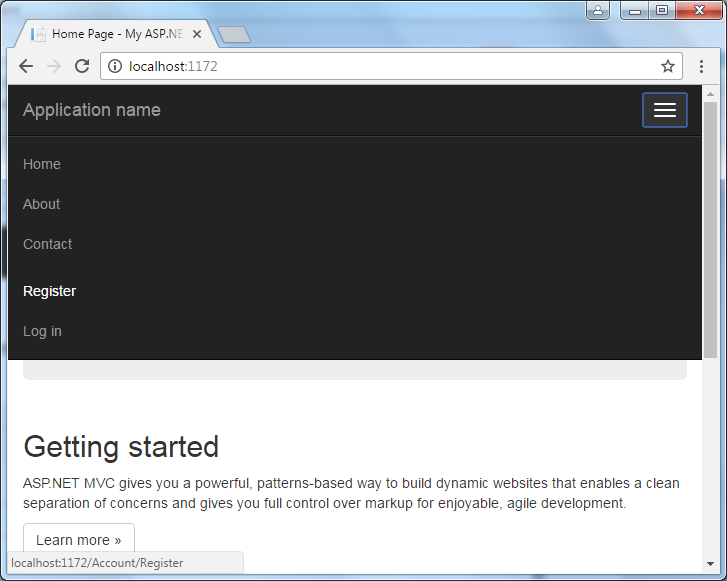 Home Page - My ASP.NE
localhost:1172
Application name
Home
About
Contact
Register
Log in
Getting started
ASP.NET MVC gives you a powerful, patterns-based way to build dynamic websites that enables a clean
separation of concerns and gives you full control over markup for enjoyable, agile development.
Learn more »
localhost:1172/Account/Register